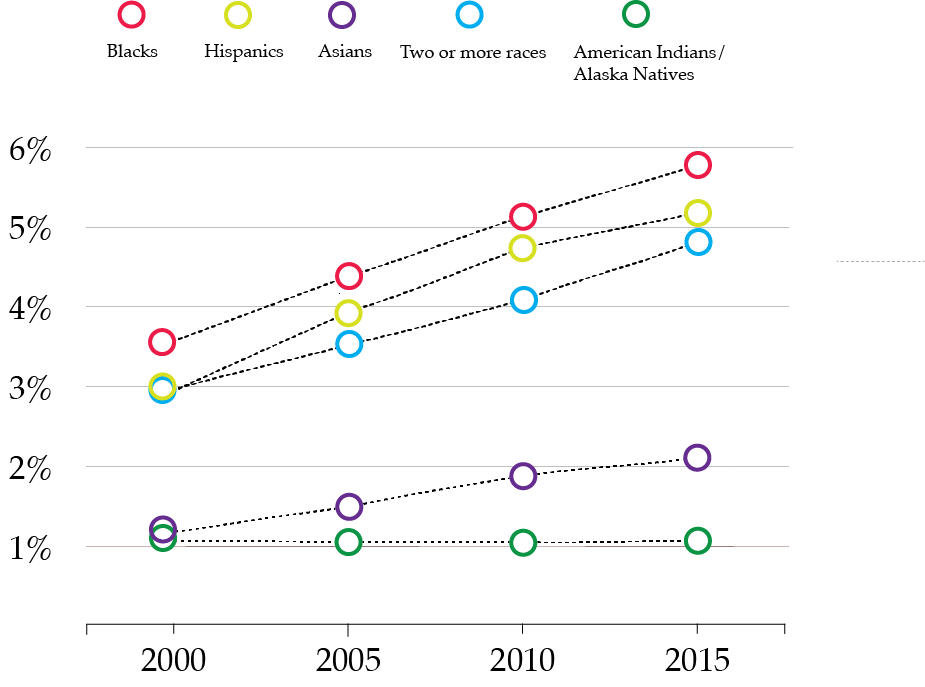 Blacks Hispanics Asians Two or more races American Indians/
Alaska Natives
6%
5%
4%
3%
2%
1%
2000 2005 2010 2015